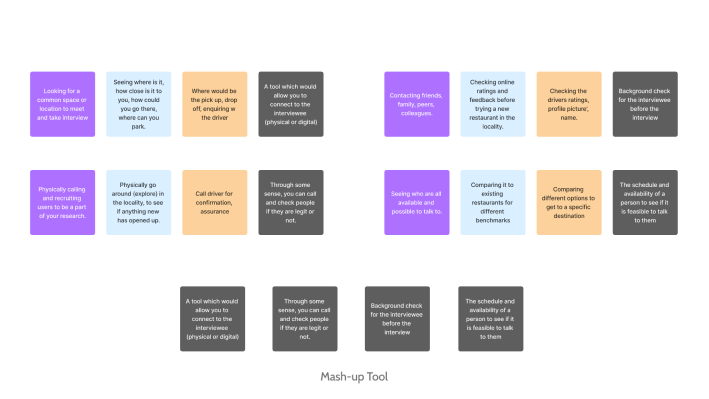 Looking for a
common space or
location to meet
and take interview
Seeing where is it,
how close is it to
you, how could
you go there,
where can you
park.
Where would be
the pick up, drop
off, enquiring w
the driver
A tool which would
allow you to
connect to the
interviewee
(physical or digital)
Contacting friends,
family, peers,
colleagues.
Checking online
ratings and
feedback before
trying a new
restaurant in the
locality.
Checking the
drivers ratings,
profile picture;,
name.
Background check
for the interviewee
before the
interview
Physically calling
and recruiting
users to be a part
of your research.
Physically go
around (explore) in
the locality, to see
if anything new
has opened up.
Call driver for
confirmation,
assurance
Through some
sense, you can call
and check people
if they are legit or
not.
Seeing who are all
available and
possible to talk to.
Comparing it to
existing
restaurants for
different
benchmarks
Comparing
different options to
get to a specific
destination
The schedule and
availability of a
person to see if it
is feasible to talk
to them
A tool which would
allow you to
connect to the
interviewee
(physical or digital)
Through some
sense, you can call
and check people
if they are legit or
not.
Background check
for the interviewee
before the
interview
The schedule and
availability of a
person to see if it
is feasible to talk
to them
Mash-up Tool